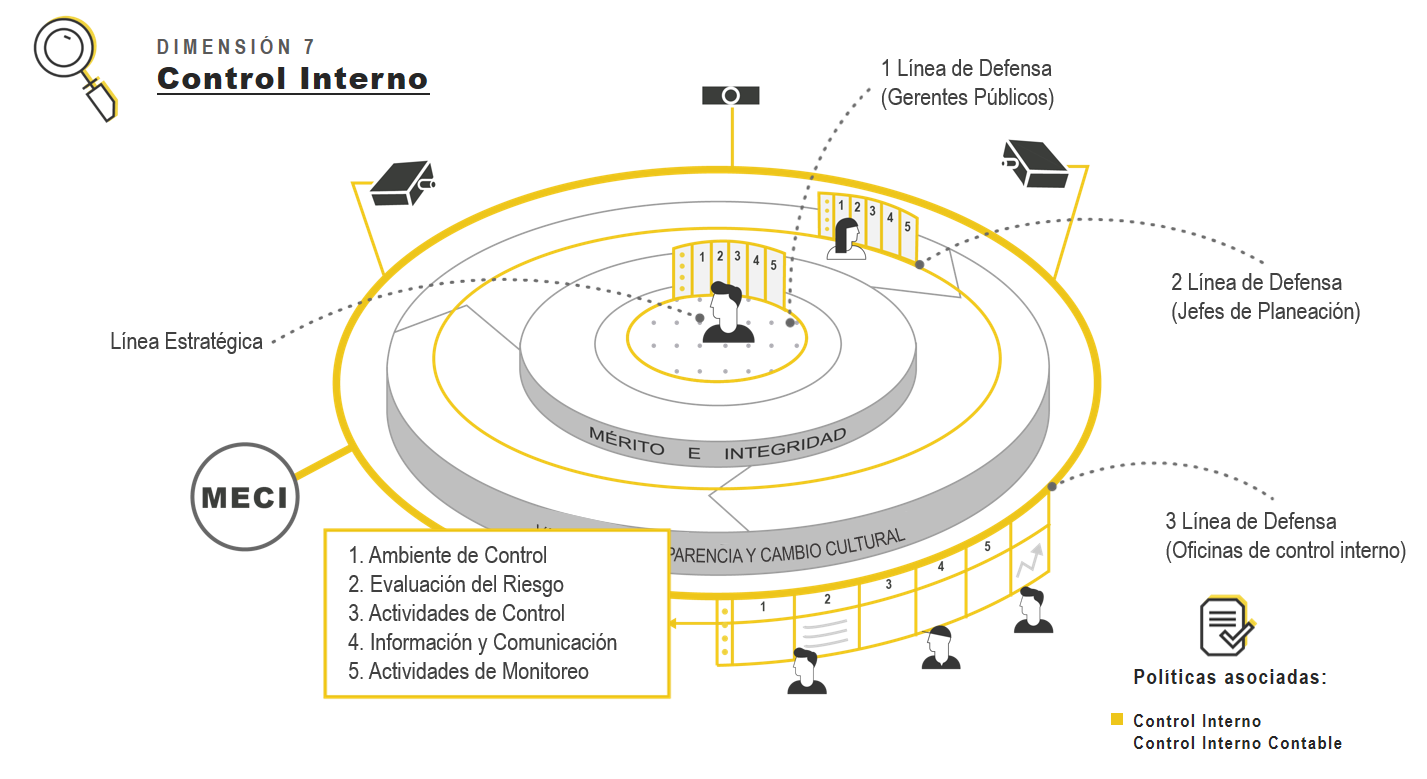 DIMENSIÓN 7
Control Interno
1 Línea de Defensa
(Gerentes Públicos)
1 2 3 4 5
1 2 3 4 5
2 Línea de Defensa
(Jefes de Planeación)
Línea Estratégica
MÉRITO E INTEGRIDAD
MECI
PARENCIA Y CAMBIO CULTURAL
3 Línea de Defensa
(Oficinas de control interno)
1. Ambiente de Control
2. Evaluación del Riesgo
3. Actividades de Control
4. Información y Comunicación
5. Actividades de Monitoreo
1 2 3 4 5
Políticas asociadas:
Control Interno
Control Interno Contable